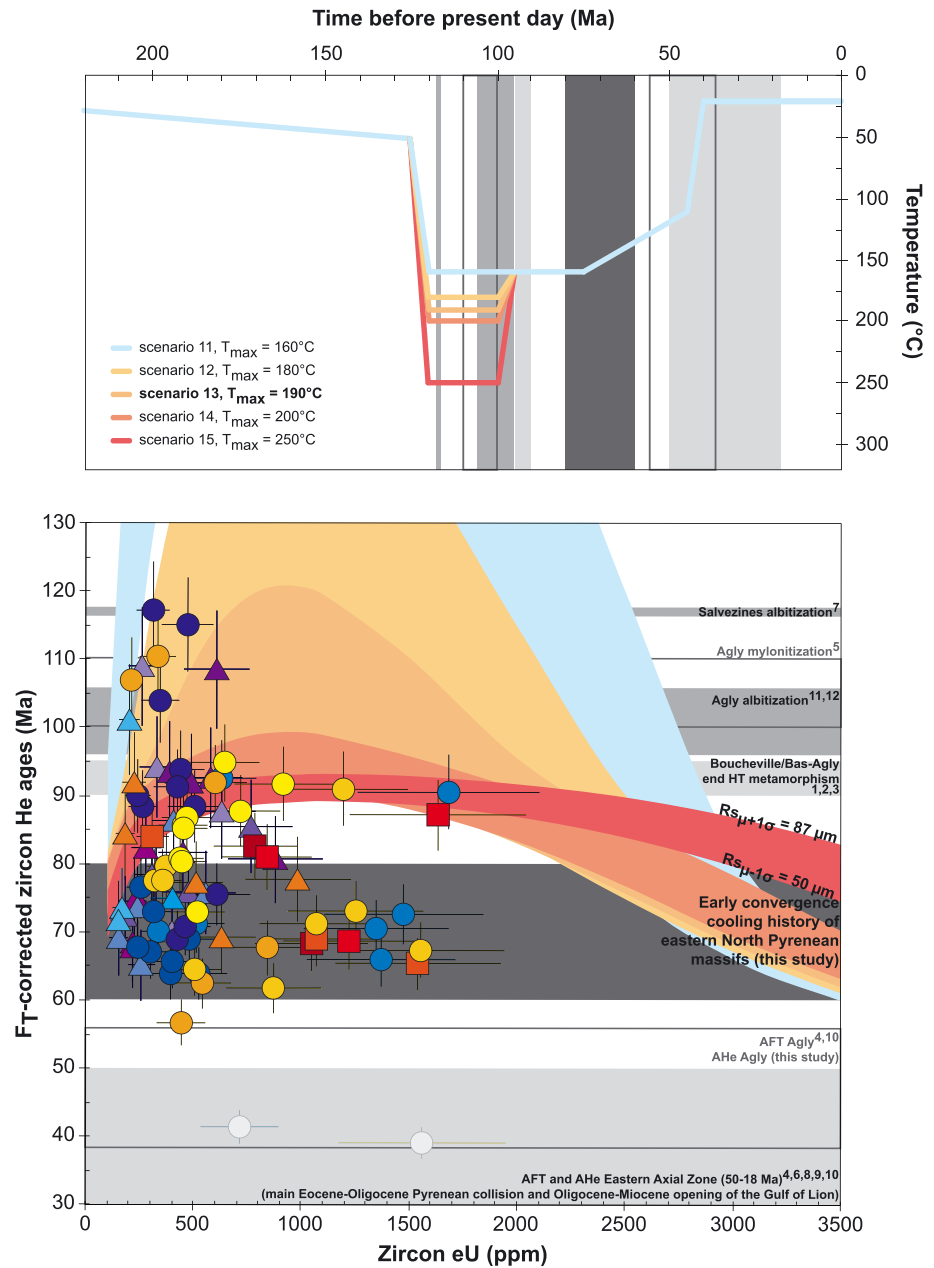 Time before present day (Ma)
200 150 100 50 0
0
50
100
150
200
250
300
Temperature (°C)
scenario 11, Tmax = 160°C
scenario 12, Tmax = 180°C
scenario 13, Tmax = 190°C
scenario 14, Tmax = 200°C
scenario 15, Tmax = 250°C
130
120
110
100
90
80
70
60
50
40
30
FT-corrected zircon He ages (Ma)
Salvezines albitization7
Agly mylonitization5
Agly albitization11,12
Boucheville/Bas-Agly
end HT metamorphism
1,2,3
Rsμ+1σ = 87 μm
Rsμ-1σ = 50 μm
Early convergence
cooling history of
eastern North Pyrenean
massifs (this study)
AFT Agly4,10
AHe Agly (this study)
AFT and AHe Eastern Axial Zone (50-18 Ma)4,6,8,9,10
(main Eocene-Oligocene Pyrenean collision and Oligocene-Miocene opening of the Gulf of Lion)
0 500 1000 1500 2000 2500 3000 3500
Zircon eU (ppm)